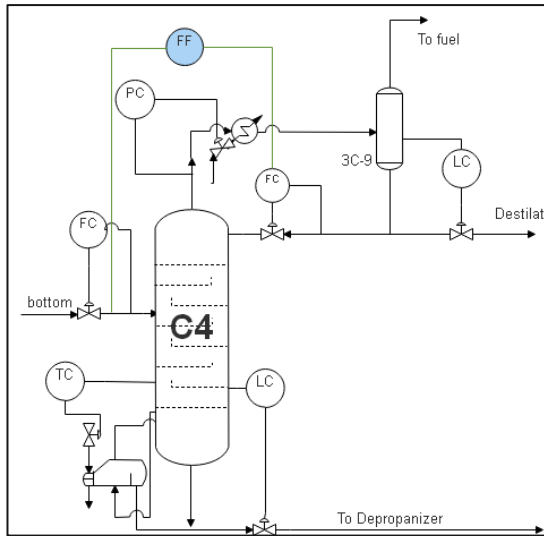 FF
To fuel
PC
3C-9
LC
FC
Destilat
FC
bottom
C4
TC
LC
To Depropanizer